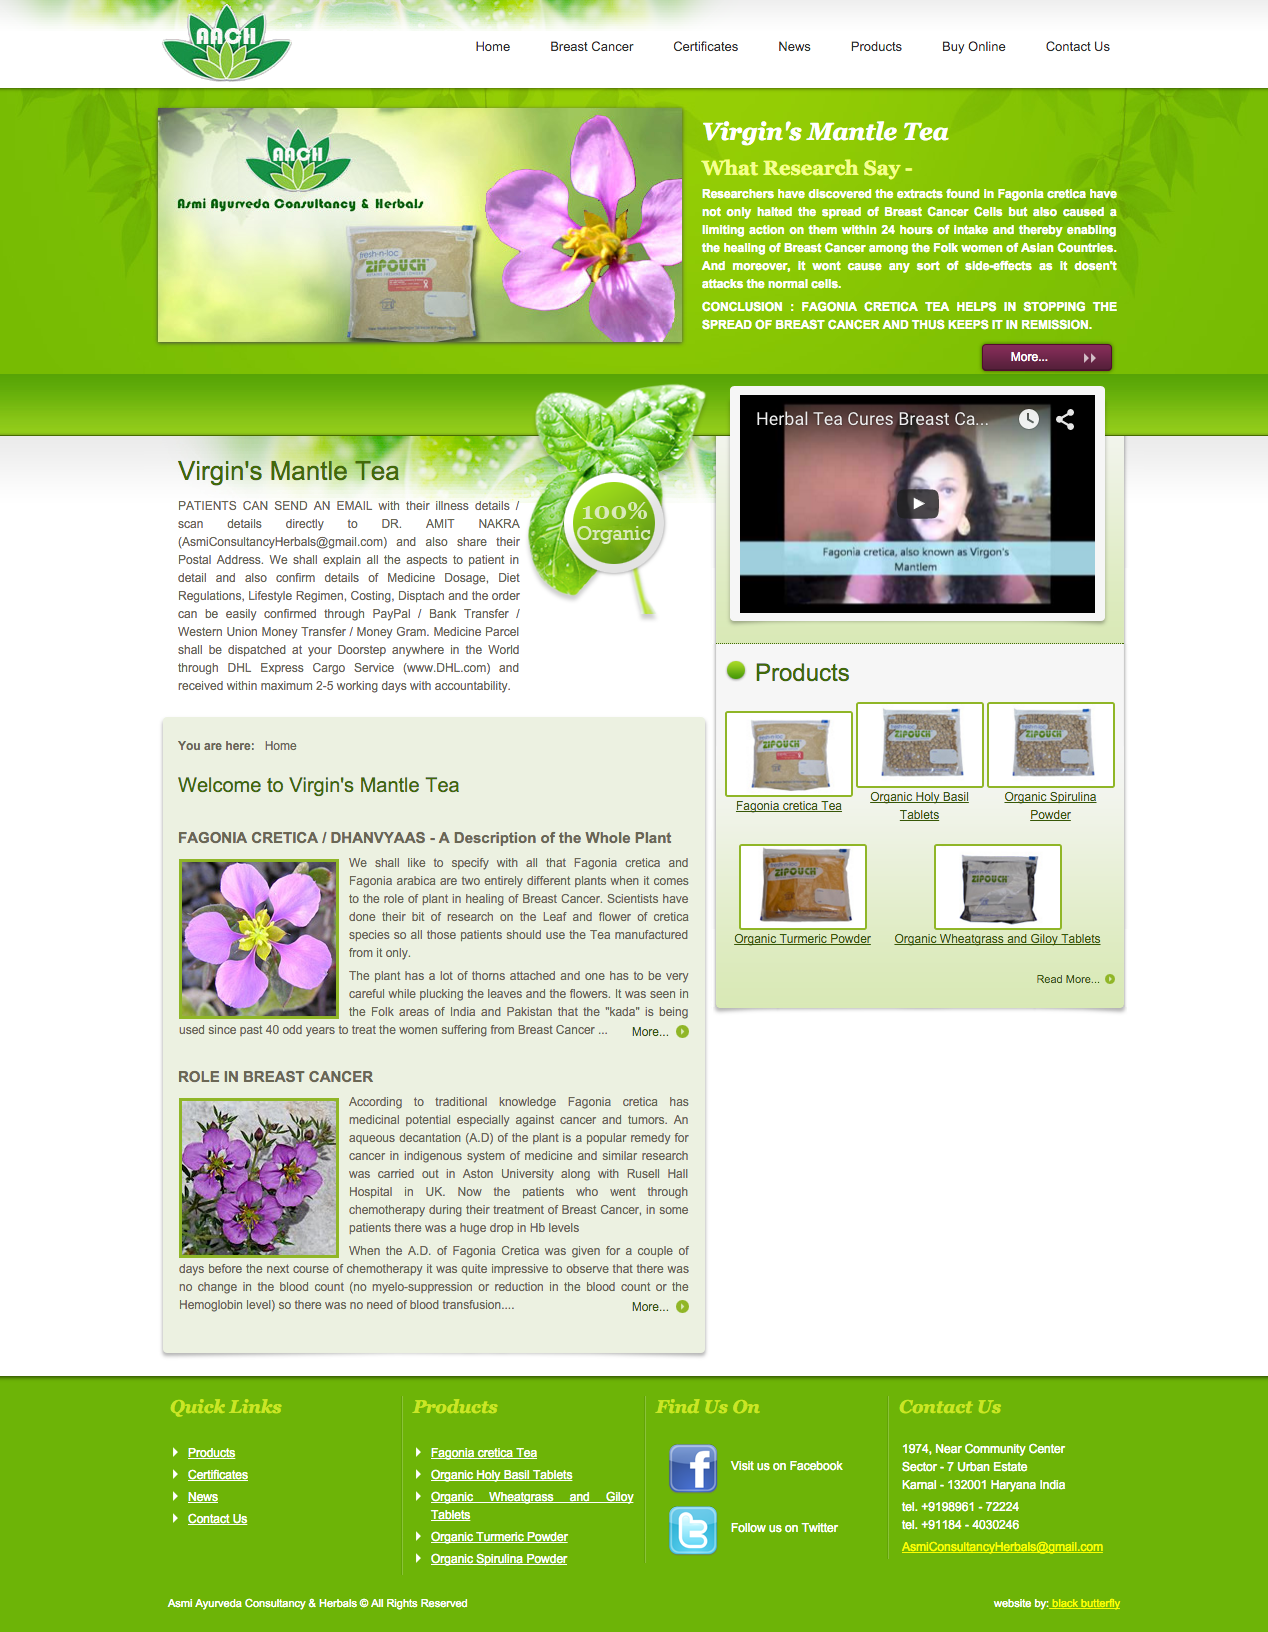 AACH
Home
Breast Cancer
Certificates
News
Products
Buy Online
Contact Us
AACH
Asmi Ayurveda Consultancy & Herbals
fresh-n-loc
ZIPOUCH
Virgin's Mantle Tea
What Research Say -
Researchers have discovered the extracts found in Fagonia cretica have
not only halted the spread of Breast Cancer Cells but also caused a
limiting action on them within 24 hours of intake and thereby enabling
the healing of Breast Cancer among the Folk women of Asian Countries.
And moreover, it wont cause any sort of side-effects as it dosen't
attacks the normal cells.
CONCLUSION : FAGONIA CRETICA TEA HELPS IN STOPPING THE
SPREAD OF BREAST CANCER AND THUS KEEPS IT IN REMISSION.
More...
Virgin's Mantle Tea
PATIENTS CAN SEND AN EMAIL with their illness details /
scan details directly to DR. AMIT NAKRA
(AsmiConsultancyHerbals@gmail.com) and also share their
Postal Address. We shall explain all the aspects to patient in
detail and also confirm details of Medicine Dosage, Diet
Regulations, Lifestyle Regimen, Costing, Disptach and the order
can be easily confirmed through PayPal / Bank Transfer /
Western Union Money Transfer / Money Gram. Medicine Parcel
shall be dispatched at your Doorstep anywhere in the World
through DHL Express Cargo Service (www.DHL.com) and
received within maximum 2-5 working days with accountability.
100%
Organic
Herbal Tea Cures Breast Ca...
Fagonia cretica, also known as Virgon's
Mantlem
Products
ZIPOUCH
Fagonia cretica Tea
ZIPOUCH
Organic Holy Basil
Tablets
ZIPOUCH
Organic Spirulina
Powder
ZIPOUCH
Organic Turmeric Powder
ZIPOUCH
Organic Wheatgrass and Giloy Tablets
Read More...
You are here: Home
Welcome to Virgin's Mantle Tea
FAGONIA CRETICA / DHANVYAAS - A Description of the Whole Plant
We shall like to specify with all that Fagonia cretica and
Fagonia arabica are two entirely different plants when it comes
to the role of plant in healing of Breast Cancer. Scientists have
done their bit of research on the Leaf and flower of cretica
species so all those patients should use the Tea manufactured
from it only.
The plant has a lot of thorns attached and one has to be very
careful while plucking the leaves and the flowers. It was seen in
the Folk areas of India and Pakistan that the "kada" is being
used since past 40 odd years to treat the women suffering from Breast Cancer ...
More...
ROLE IN BREAST CANCER
According to traditional knowledge Fagonia cretica has
medicinal potential especially against cancer and tumors. An
aqueous decantation (A.D) of the plant is a popular remedy for
cancer in indigenous system of medicine and similar research
was carried out in Aston University along with Rusell Hall
Hospital in UK. Now the patients who went through
chemotherapy during their treatment of Breast Cancer, in some
patients there was a huge drop in Hb levels
When the A.D. of Fagonia Cretica was given for a couple of
days before the next course of chemotherapy it was quite impressive to observe that there was
no change in the blood count (no myelo-suppression or reduction in the blood count or the
Hemoglobin level) so there was no need of blood transfusion....
More...
Quick Links
Products
Certificates
News
Contact Us
Products
Fagonia cretica Tea
Organic Holy Basil Tablets
Organic Wheatgrass and Giloy
Tablets
Organic Turmeric Powder
Organic Spirulina Powder
Find Us On
Visit us on Facebook
Follow us on Twitter
Contact Us
1974, Near Community Center
Sector - 7 Urban Estate
Karnal - 132001 Haryana India
tel. +9198961 - 72224
tel. +91184 - 4030246
AsmiConsultancyHerbals@gmail.com
Asmi Ayurveda Consultancy & Herbals © All Rights Reserved
website by: black butterfly